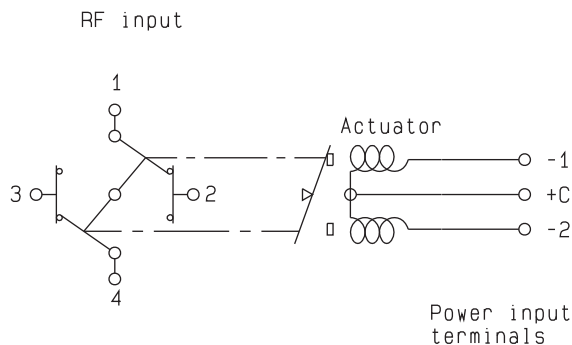 RF input
1
Actuator
-1
3
2
+C
-2
4
Power input
terminals